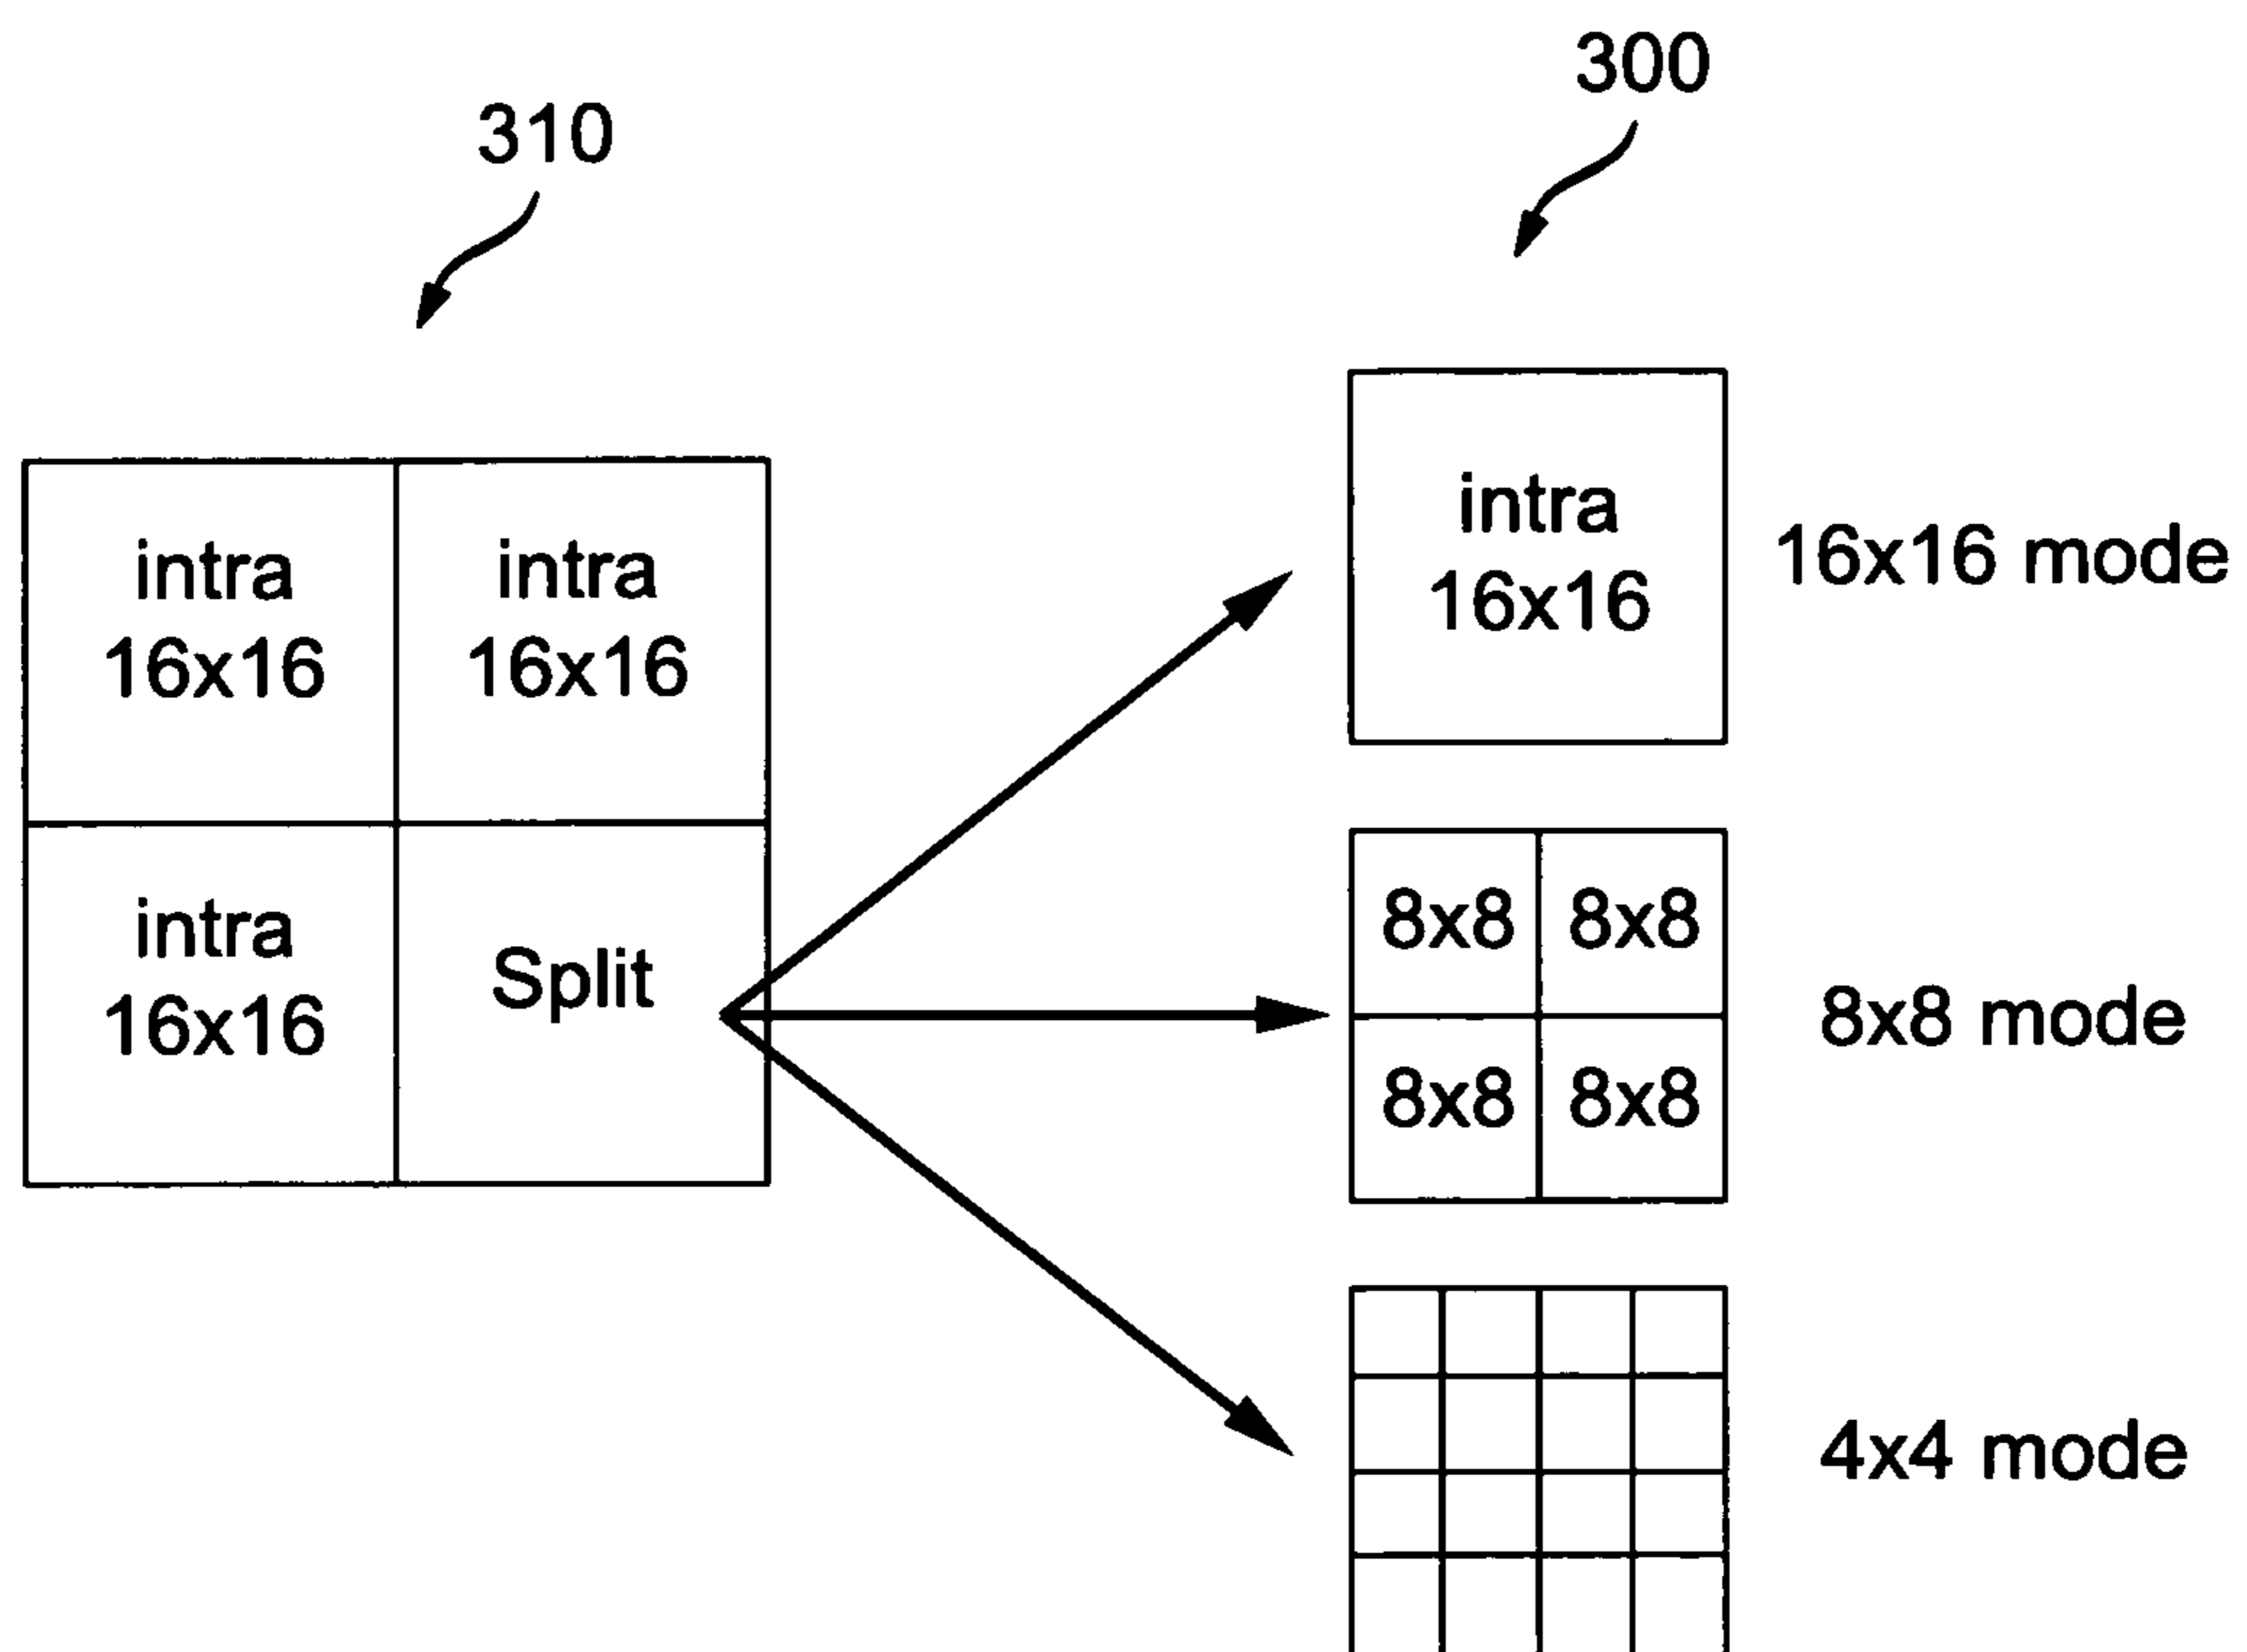 310
300
intra
16x16
intra
16x16
intra
16x16
Split
intra
16x16
16x16 mode
8x8 8x8
8x8 8x8
8x8 mode
4x4 mode